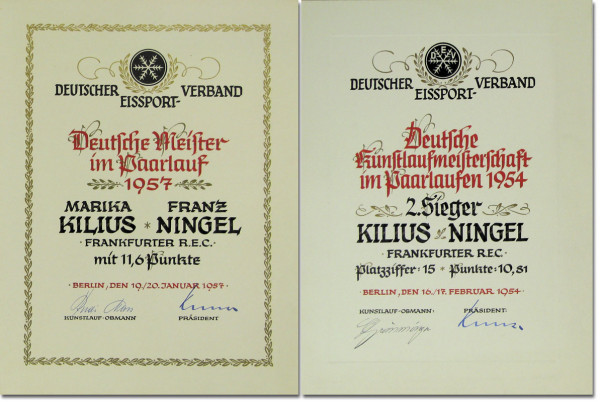 DEUTSCHER VERBAND
EISSPORT-
Deutsche Meister
im Paarlauf
1957
MARIKA FRANZ
KILIUS * NINGEL
· FRANKFURTER R.E.C. ·
mit 11,6 Punkte
· BERLIN, DEN 19./20. JANUAR 1957 ·
KUNSTLAUF-OBMANN PRÄSIDENT
D.E.V.
DEUTSCHER VERBAND
EISSPORT-
Deutsche
Kunstlaufmeisterschaft
im Paarlaufen 1954
2. Sieger
KILIUS * NINGEL
· FRANKFURTER R.E.C. ·
Platzziffer: 15 * Punkte: 10,81
BERLIN, DEN 16./17. FEBRUAR 1954 ·
KUNSTLAUF-OBMANN: PRÄSIDENT: